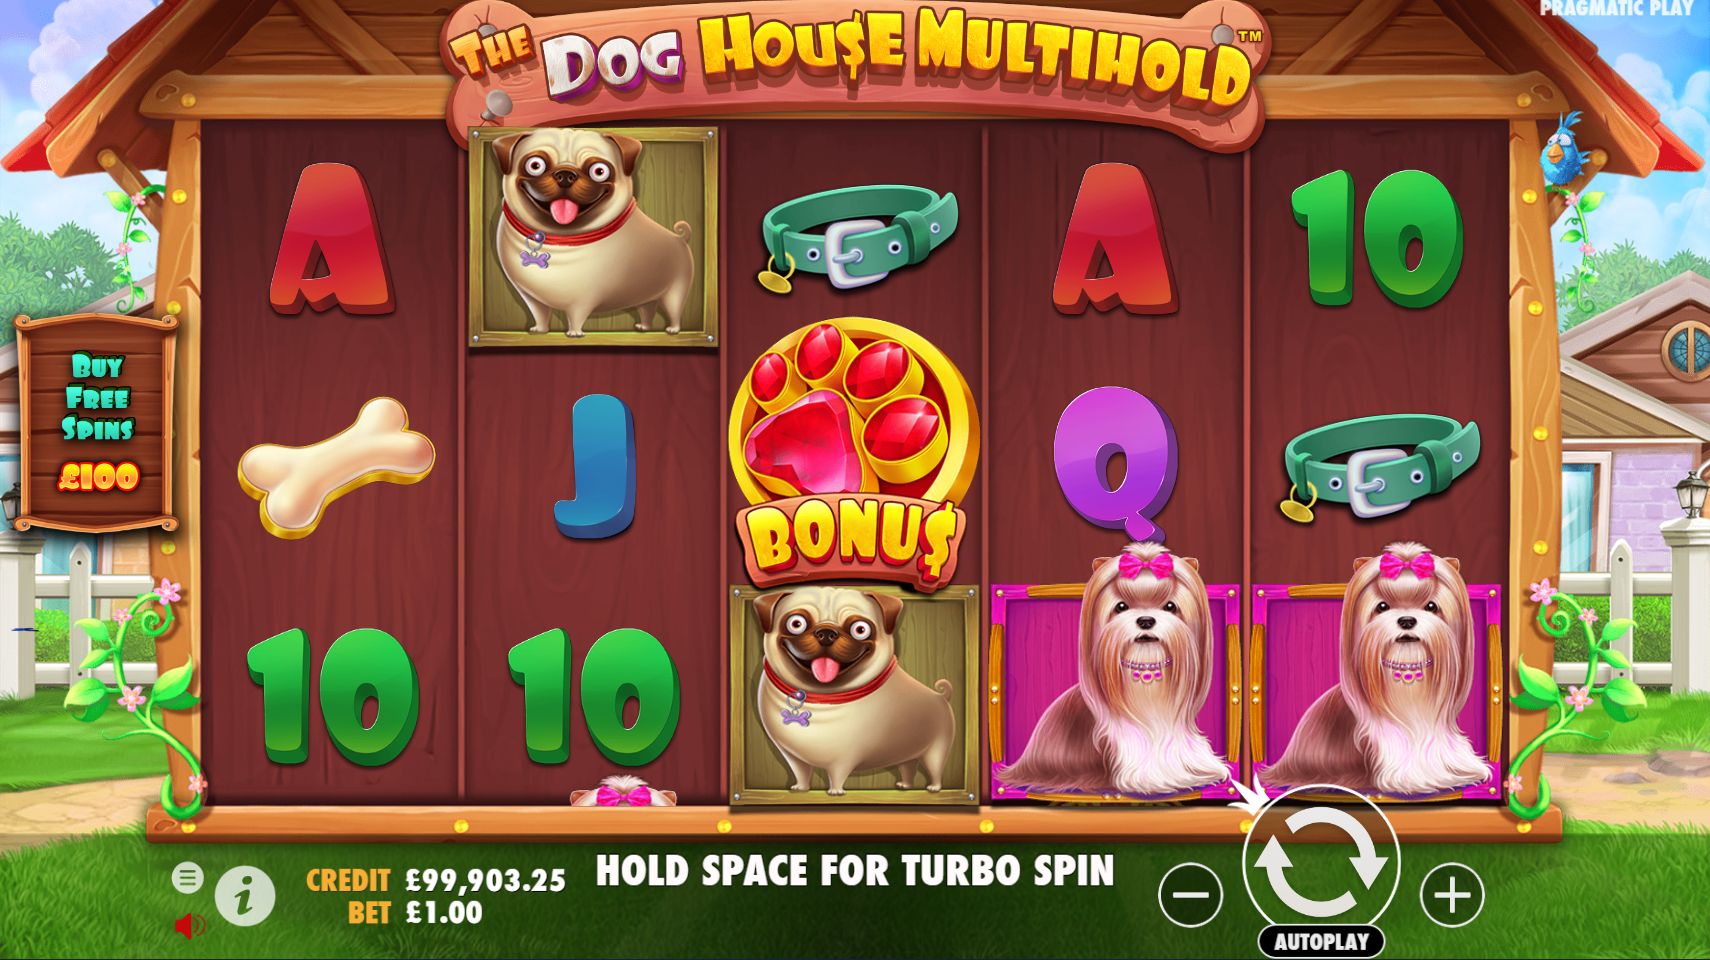 PRAGMATIC PLAY
THE DOG HOU$E MULTIHOLD™
A
A
10
BUY
FREE
SPINS
£100
J
BONU$
Q
10
10
HOLD SPACE FOR TURBO SPIN
CREDIT £99,903.25
BET £1.00
AUTOPLAY